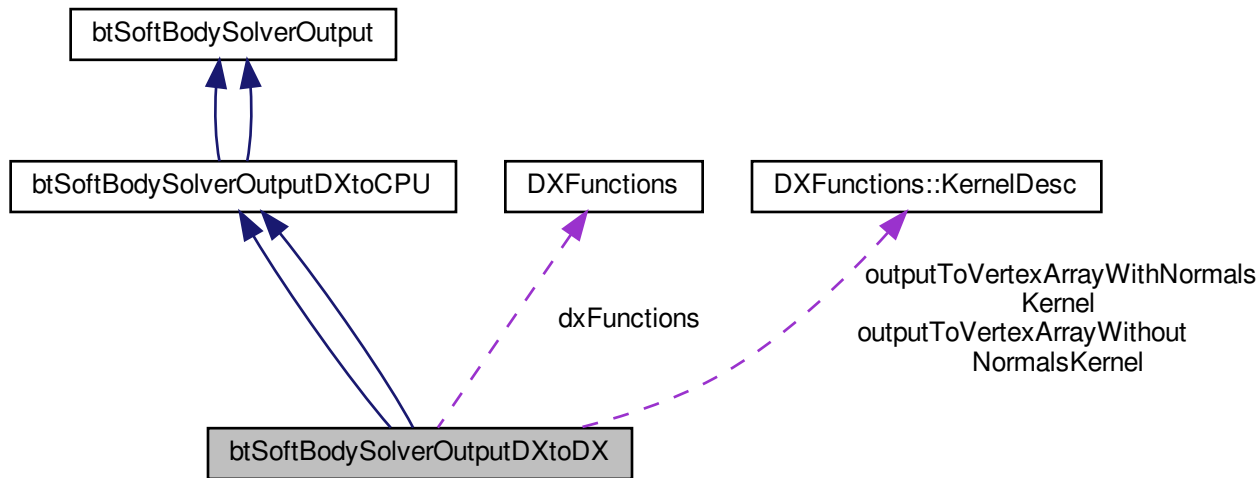 btSoftBodySolverOutput
btSoftBodySolverOutputDXtoCPU
DXFunctions
DXFunctions::KernelDesc
outputToVertexArrayWithNormals
Kernel
outputToVertexArrayWithout
NormalsKernel
dxFunctions
btSoftBodySolverOutputDXtoDX